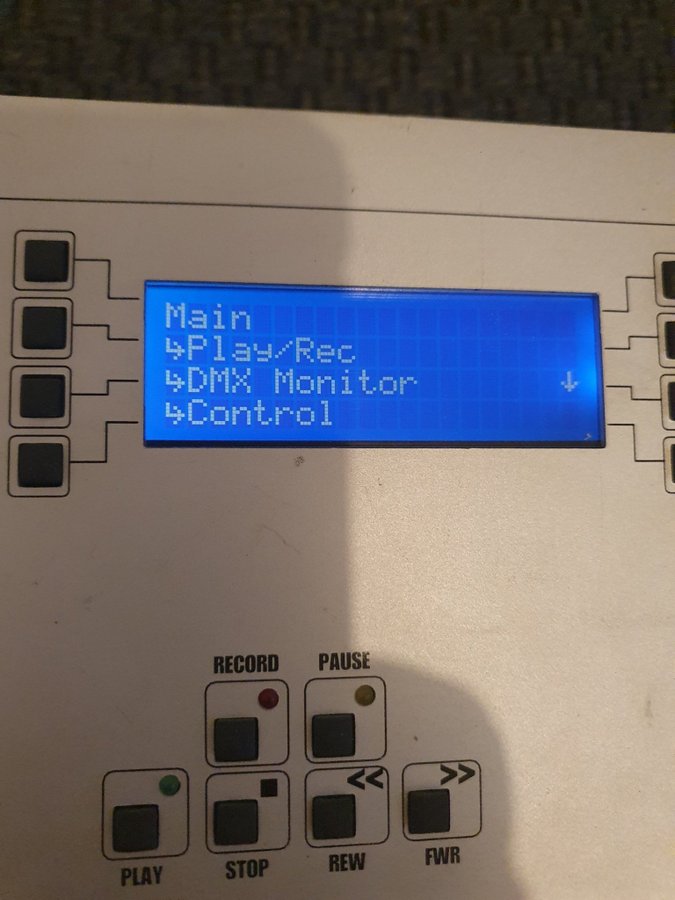 Main
↳Play/Rec
↳DMX Monitor ↓
↳Control
RECORD PAUSE
<< >>
PLAY STOP REW FWR